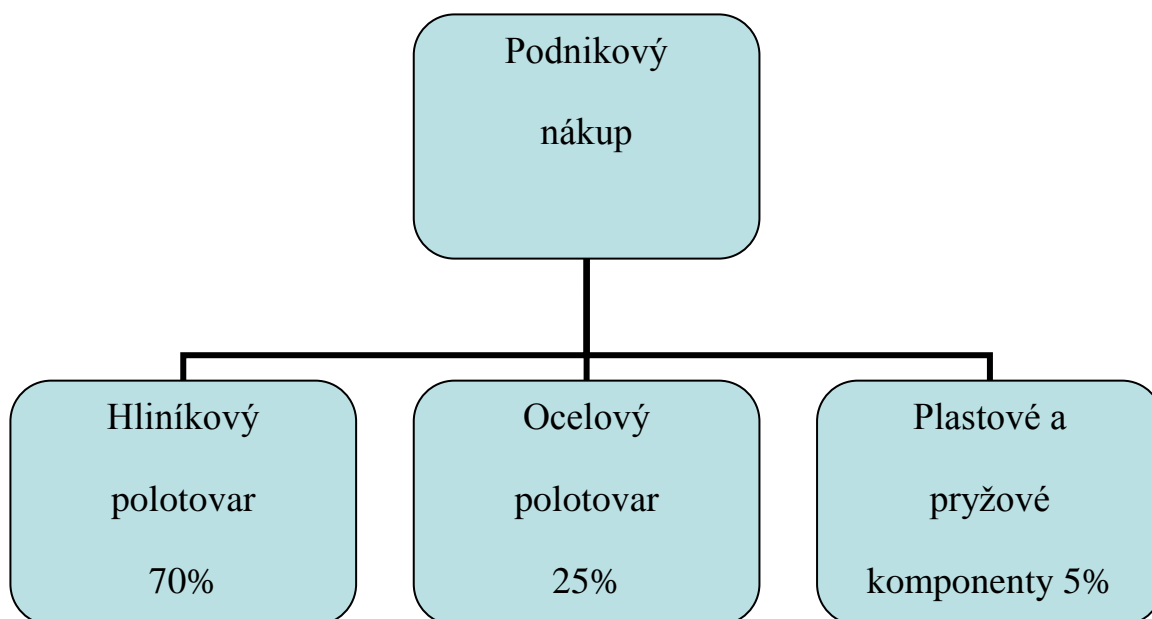 Podnikový
nákup
Hliníkový
polotovar
70%
Ocelový
polotovar
25%
Plastové a
pryžové
komponenty 5%